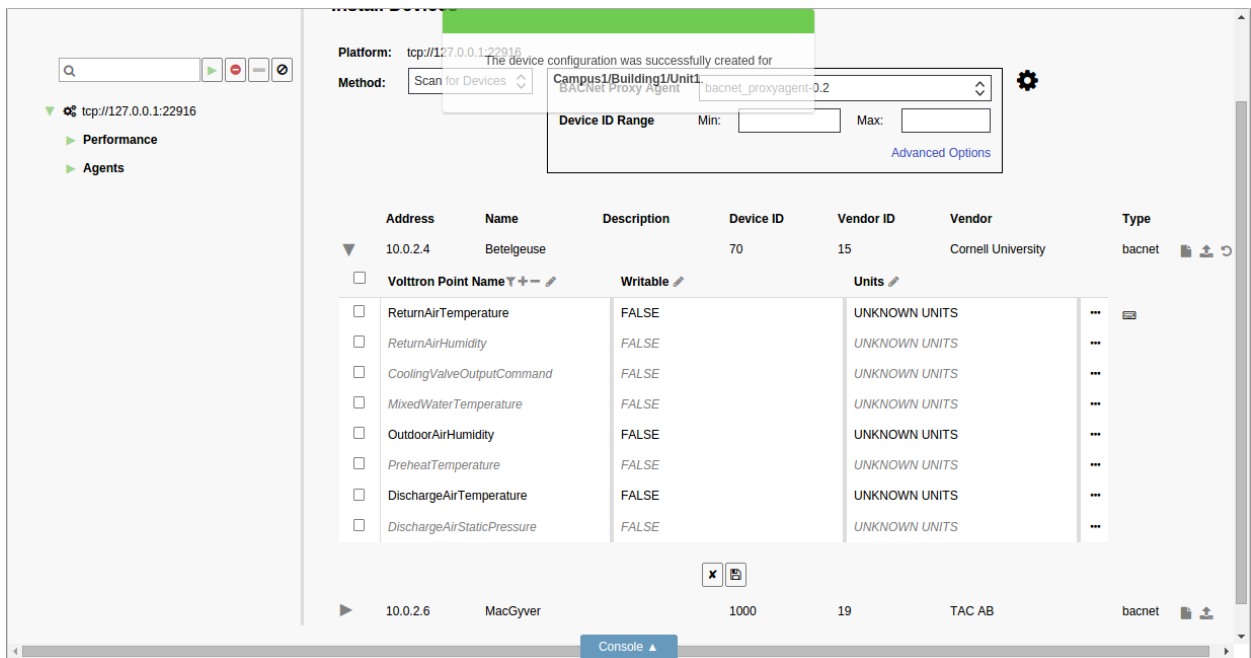 Install Devices
Platform: tcp://127.0.0.1:22916
The device configuration was successfully created for
Campus1/Building1/Unit1.
Method: Scan for Devices
BACNet Proxy Agent bacnet_proxyagent-0.2
tcp://127.0.0.1:22916
Device ID Range Min: Max:
Performance
Advanced Options
Agents
Address Name Description Device ID Vendor ID Vendor Type
10.0.2.4 Betelgeuse 70 15 Cornell University bacnet
Volttron Point Name Writable Units
ReturnAirTemperature FALSE UNKNOWN UNITS
ReturnAirHumidity FALSE UNKNOWN UNITS
CoolingValveOutputCommand FALSE UNKNOWN UNITS
MixedWaterTemperature FALSE UNKNOWN UNITS
OutdoorAirHumidity FALSE UNKNOWN UNITS
PreheatTemperature FALSE UNKNOWN UNITS
DischargeAirTemperature FALSE UNKNOWN UNITS
DischargeAirStaticPressure FALSE UNKNOWN UNITS
10.0.2.6 MacGyver 1000 19 TAC AB bacnet
Console ▲